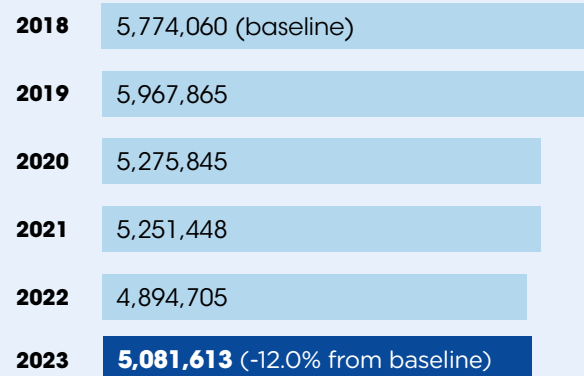 2018 5,774,060 (baseline)
2019 5,967,865
2020 5,275,845
2021 5,251,448
2022 4,894,705
2023 5,081,613 (-12.0% from baseline)